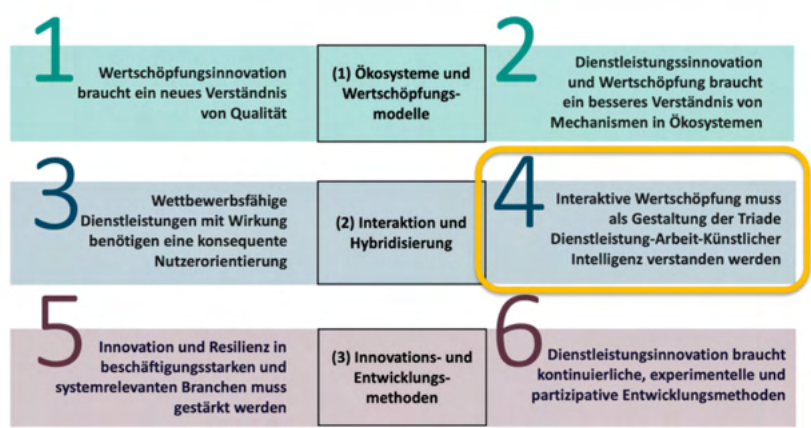 1
Wertschöpfungsinnovation
braucht ein neues Verständnis
von Qualität
(1) Ökosysteme und
Wertschöpfungs-
modelle
2
Dienstleistungssinnovation
und Wertschöpfung braucht
ein besseres Verständnis von
Mechanismen in Ökosystemen
3
Wettbewerbsfähige
Dienstleistungen mit Wirkung
benötigen eine konsequente
Nutzerorientierung
(2) Interaktion und
Hybridisierung
4
Interaktive Wertschöpfung muss
als Gestaltung der Triade
Dienstleistung-Arbeit-Künstlicher
Intelligenz verstanden werden
5
Innovation und Resilienz in
beschäftigungsstarken und
systemrelevanten Branchen muss
gestärkt werden
(3) Innovations- und
Entwicklungs-
methoden
6
Dienstleistungsinnovation braucht
kontinuierliche, experimentelle und
partizipative Entwicklungsmethoden